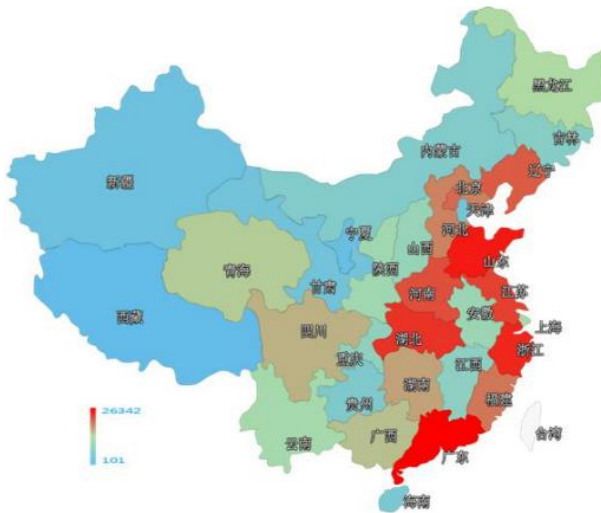 黑龙江
吉林
内蒙古
辽宁
新疆
北京
天津
宁夏
河北
山西
山东
青海
陕西
甘肃
河南
江苏
西藏
安徽
上海
四川
湖北
浙江
重庆
江西
湖南
贵州
福建
26342
云南
广西
台湾
广东
101
海南